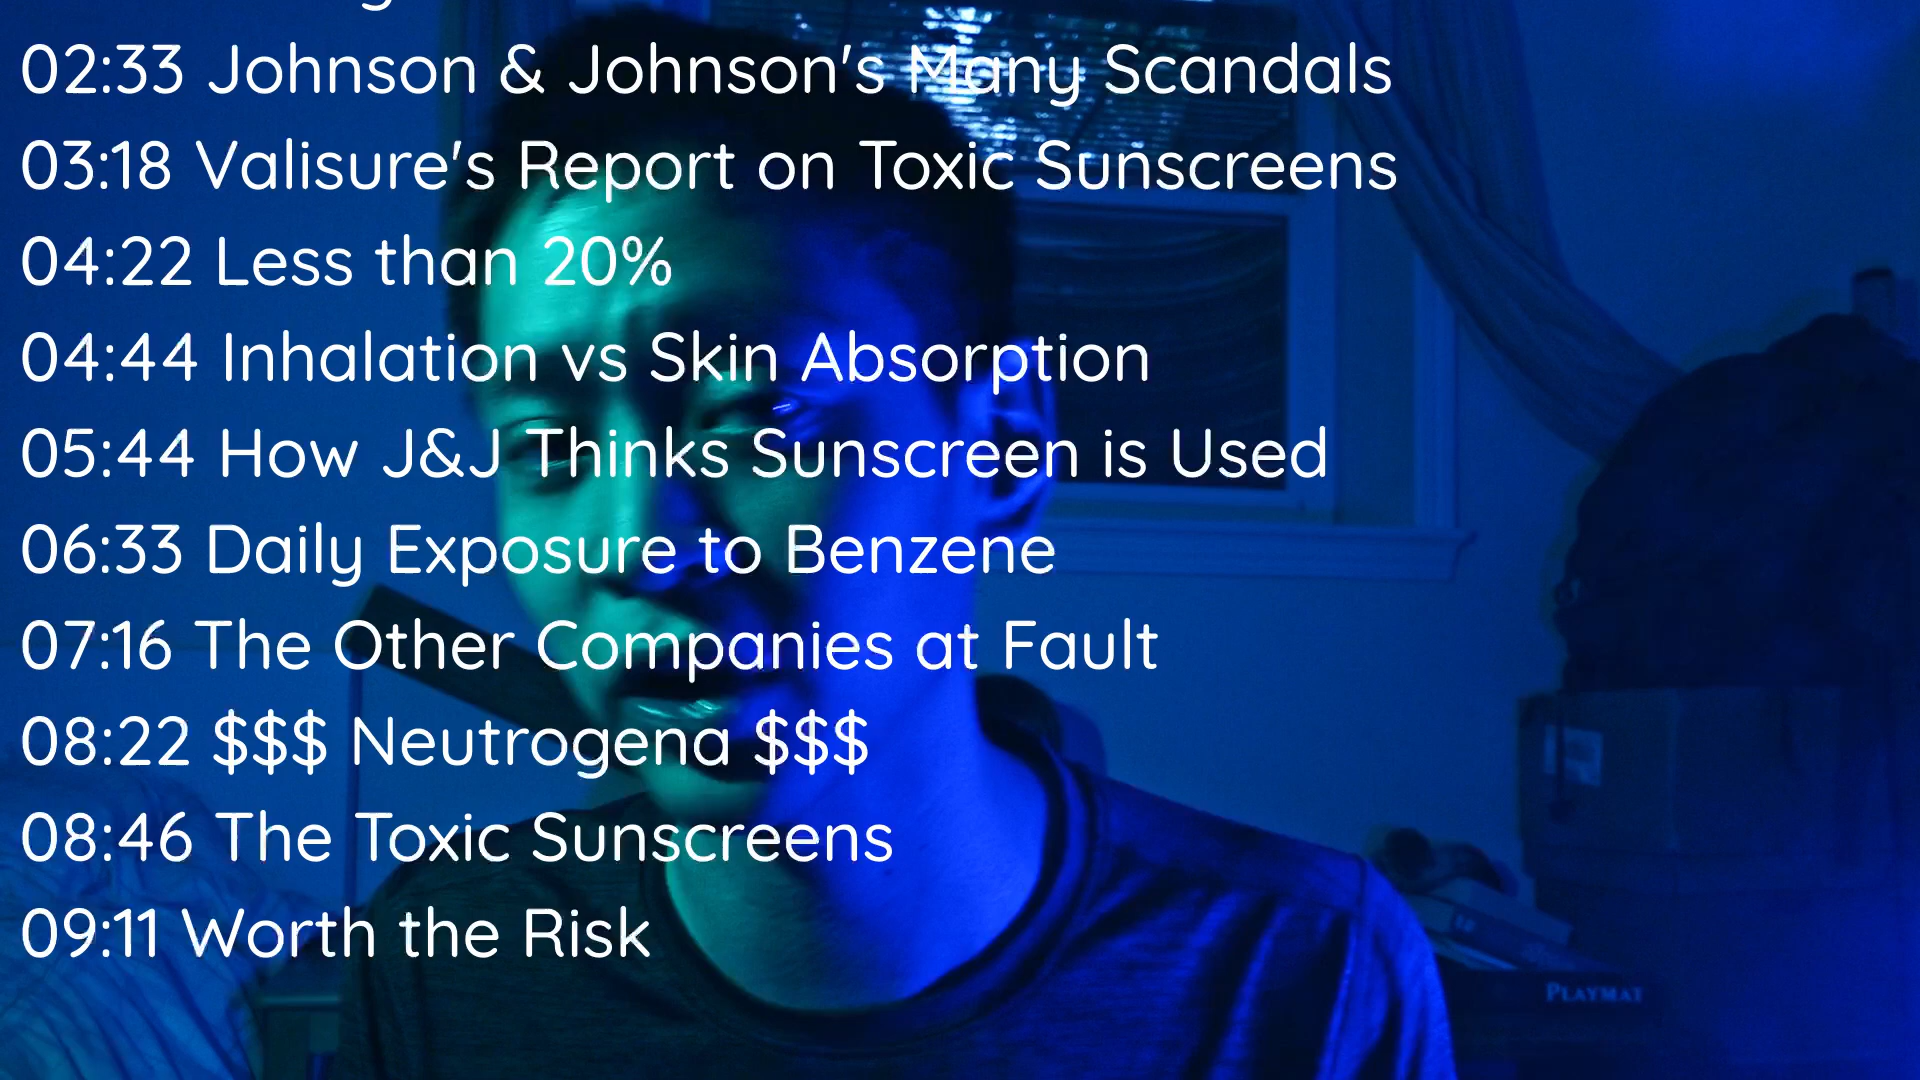 02:33 Johnson & Johnson's Many Scandals
03:18 Valisure's Report on Toxic Sunscreens
04:22 Less than 20%
04:44 Inhalation vs Skin Absorption
05:44 How J&J Thinks Sunscreen is Used
06:33 Daily Exposure to Benzene
07:16 The Other Companies at Fault
08:22 $$$ Neutrogena $$$
08:46 The Toxic Sunscreens
09:11 Worth the Risk
PLAYMAT